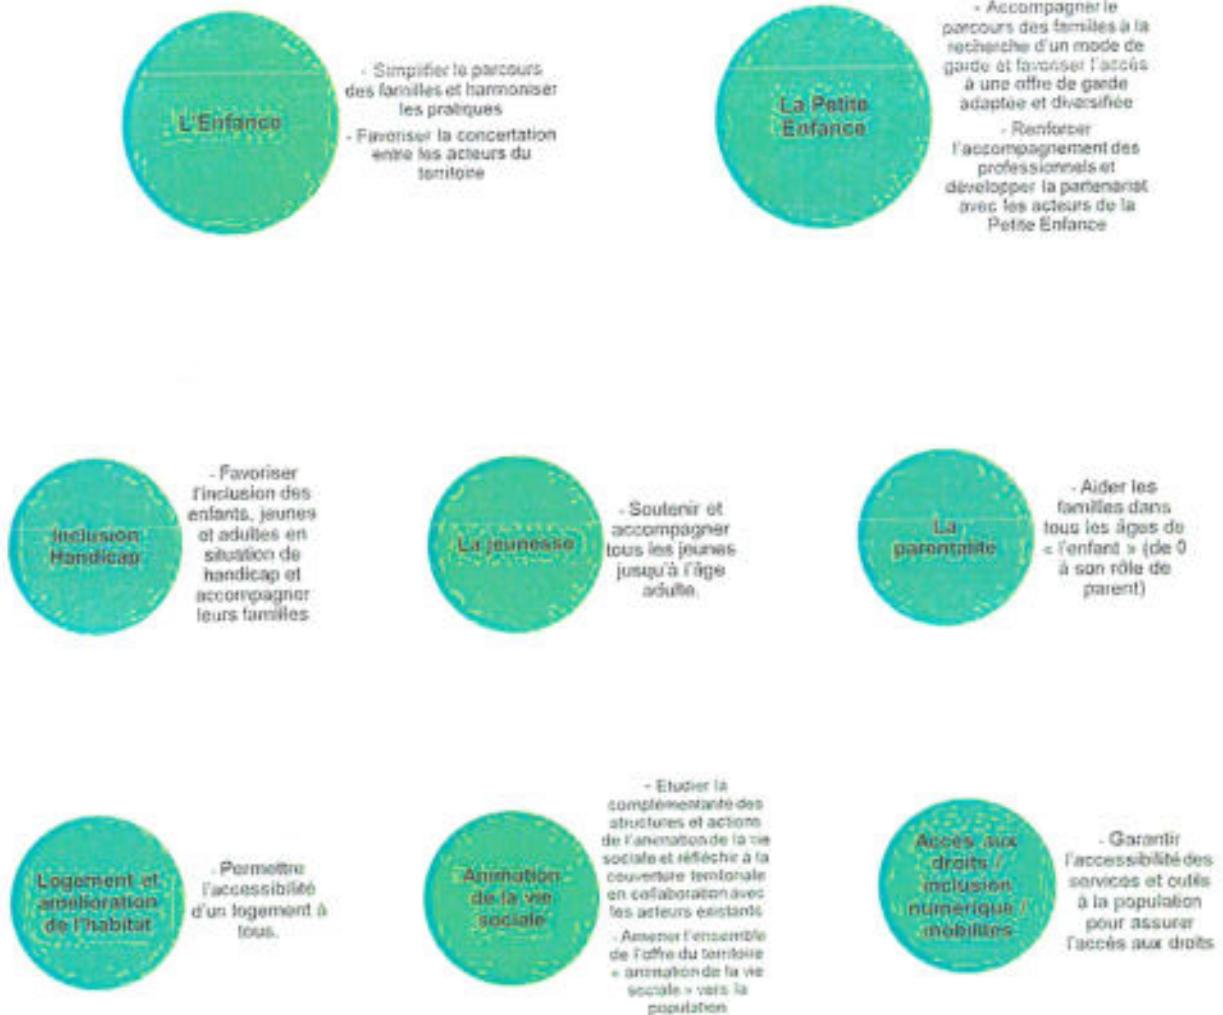 L'Enfance
- Simplifier le parcours
des familles et harmoniser
les pratiques
- Favoriser la concertation
entre les acteurs du
territoire
La Petite
Enfance
- Accompagner le
parcours des familles à la
recherche d'un mode de
garde et favoriser l'accès
à une offre de garde
adaptée et diversifiée
- Renforcer
l'accompagnement des
professionnels et
développer la partenariat
avec les acteurs de la
Petite Enfance
Inclusion
Handicap
- Favoriser
l'inclusion des
enfants, jeunes
et adultes en
situation de
handicap et
accompagner
leurs familles
La jeunesse
- Soutenir et
accompagner
tous les jeunes
jusqu'à l'âge
adulte.
La
parentalité
- Aider les
familles dans
tous les âges de
« l'enfant » (de 0
à son rôle de
parent)
Logement et
amélioration
de l'habitat
- Permettre
l'accessibilité
d'un logement à
tous.
Animation
de la vie
sociale
- Etudier la
complémentarité des
structures et actions
de l'animation de la vie
sociale et réfléchir à la
couverture territoriale
en collaboration avec
les acteurs existants
- Amener l'ensemble
de l'offre du territoire
« animation de la vie
sociale » vers la
population
Accès aux
droits /
inclusion
numérique /
mobilités
- Garantir
l'accessibilité des
services et outils
à la population
pour assurer
l'accès aux droits